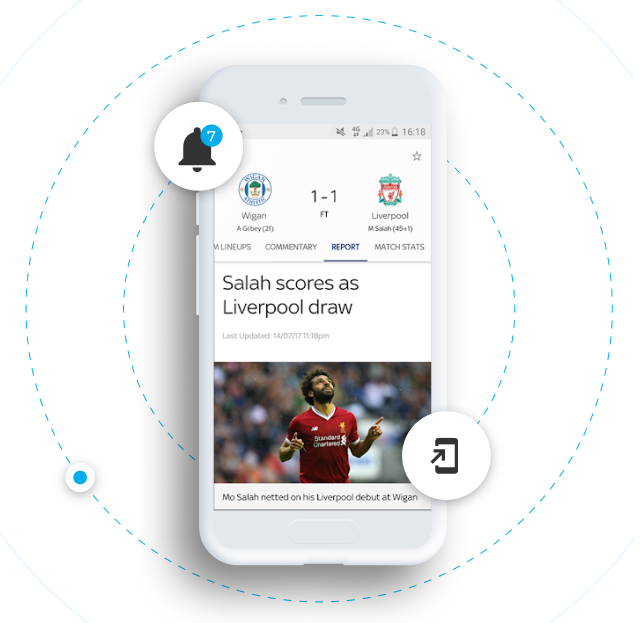 7
4G 23% 16:18
WIGAN
ATHLETIC
1 - 1
FT
Wigan
Liverpool
A Gilbey (21)
M Salah (45+1)
M LINEUPS COMMENTARY REPORT MATCH STATS
Salah scores as
Liverpool draw
Last Updated: 14/07/17 11:18pm
Standard
Chartered
Mo Salah netted on his Liverpool debut at Wigan